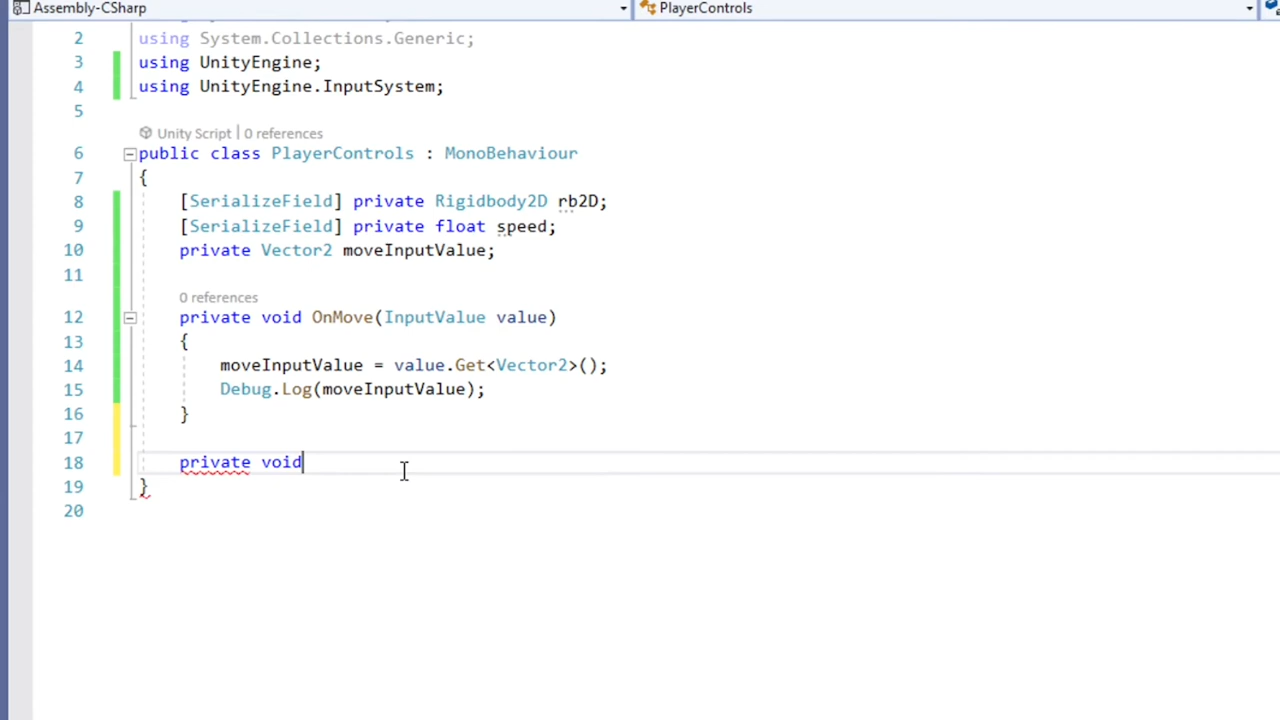 Assembly-CSharp PlayerControls
2 using System.Collections.Generic;
3 using UnityEngine;
4 using UnityEngine.InputSystem;
5
Unity Script | 0 references
6 public class PlayerControls : MonoBehaviour
7 {
8 [SerializeField] private Rigidbody2D rb2D;
9 [SerializeField] private float speed;
10 private Vector2 moveInputValue;
11
0 references
12 private void OnMove(InputValue value)
13 {
14 moveInputValue = value.Get<Vector2>();
15 Debug.Log(moveInputValue);
16 }
17
18 private void
19 }
20